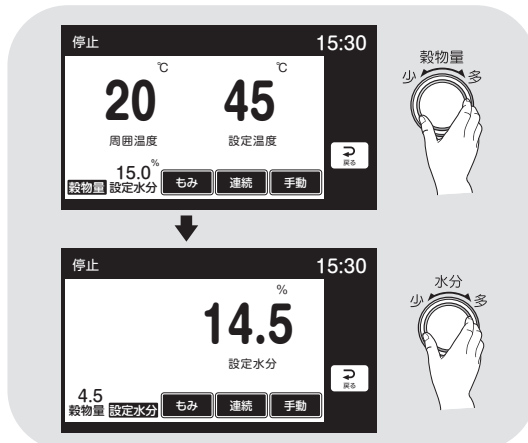 停止 15:30
℃ ℃
20 45
周囲温度 設定温度
戻る
15.0%
穀物量 設定水分 もみ 連続 手動
穀物量
少 多
停止 15:30
%
14.5
設定水分
戻る
4.5
穀物量 設定水分 もみ 連続 手動
水分
少 多